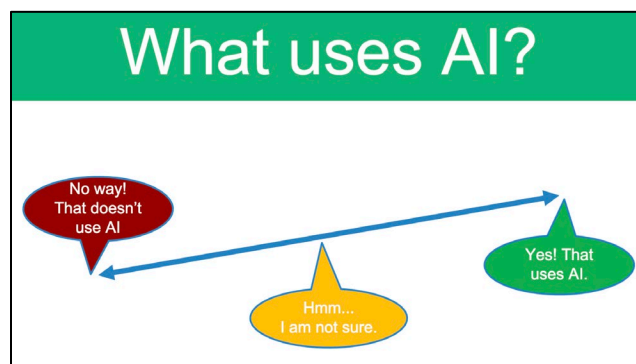 What uses AI?
No way!
That doesn't
use AI
Hmm...
I am not sure.
Yes! That
uses AI.